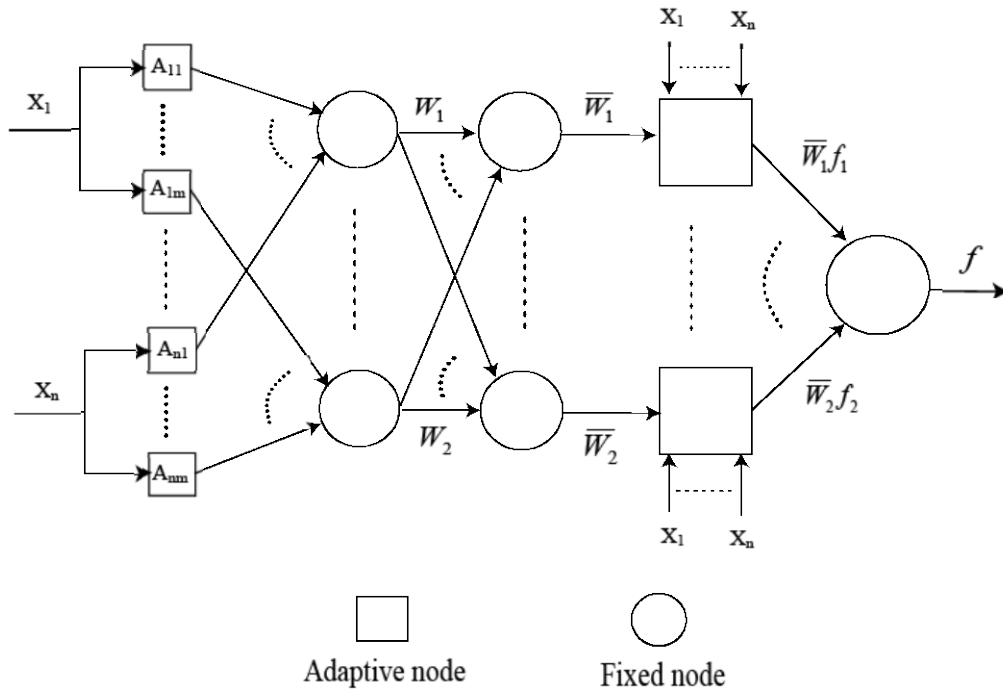 X₁ Xₙ
A₁₁
X₁
W₁
W̅₁
W̅₁f₁
A₁ₘ
f
Aₙ₁
Xₙ
W̅₂f₂
W₂
W̅₂
Aₙₘ
X₁ Xₙ
Adaptive node
Fixed node